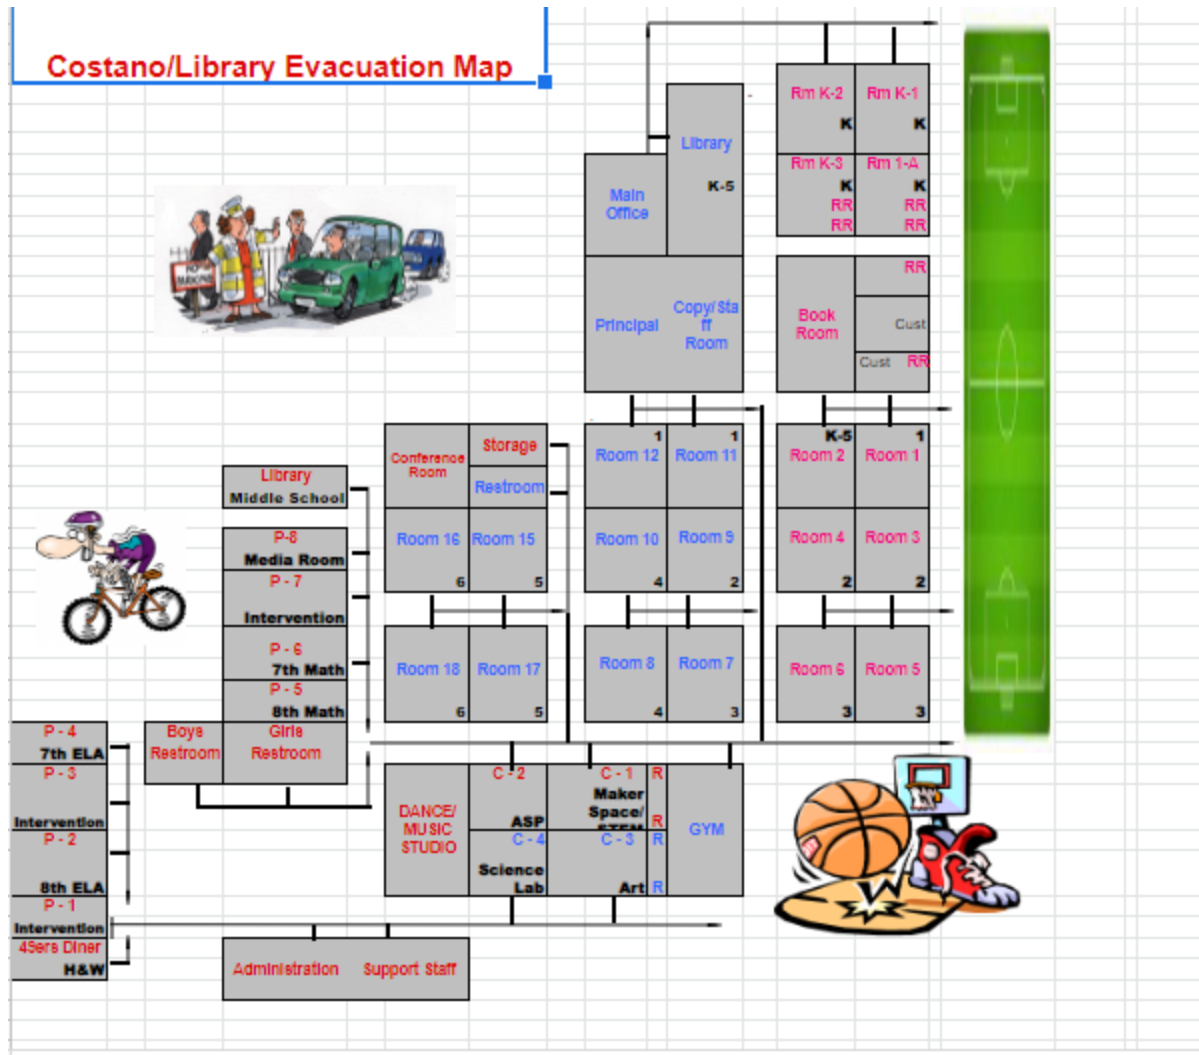 Costano/Library Evacuation Map
Rm K-2
K
Rm K-1
K
Rm K-3
K
RR
RR
Rm 1-A
K
RR
RR
Library
K-5
Main
Office
Principal
Copy/Sta
ff
Room
Book
Room
RR
Cust
Cust RR
Conference
Room
Storage
Restroom
1
Room 12
1
Room 11
K-5
Room 2
1
Room 1
Library
Middle School
Room 16
6
Room 15
5
Room 10
4
Room 9
2
Room 4
2
Room 3
2
P-8
Media Room
P - 7
Intervention
P - 6
7th Math
P - 5
8th Math
Room 18
6
Room 17
5
Room 8
4
Room 7
3
Room 6
3
Room 5
3
P - 4
7th ELA
P - 3
Intervention
P - 2
8th ELA
P - 1
Intervention
49ers Diner
H&W
Boys
Restroom
Girls
Restroom
DANCE/
MUSIC
STUDIO
C - 2
ASP
C - 1
Maker
Space/
STEM
R
R
C - 4
Science
Lab
C - 3
Art
R
R
GYM
Administration
Support Staff